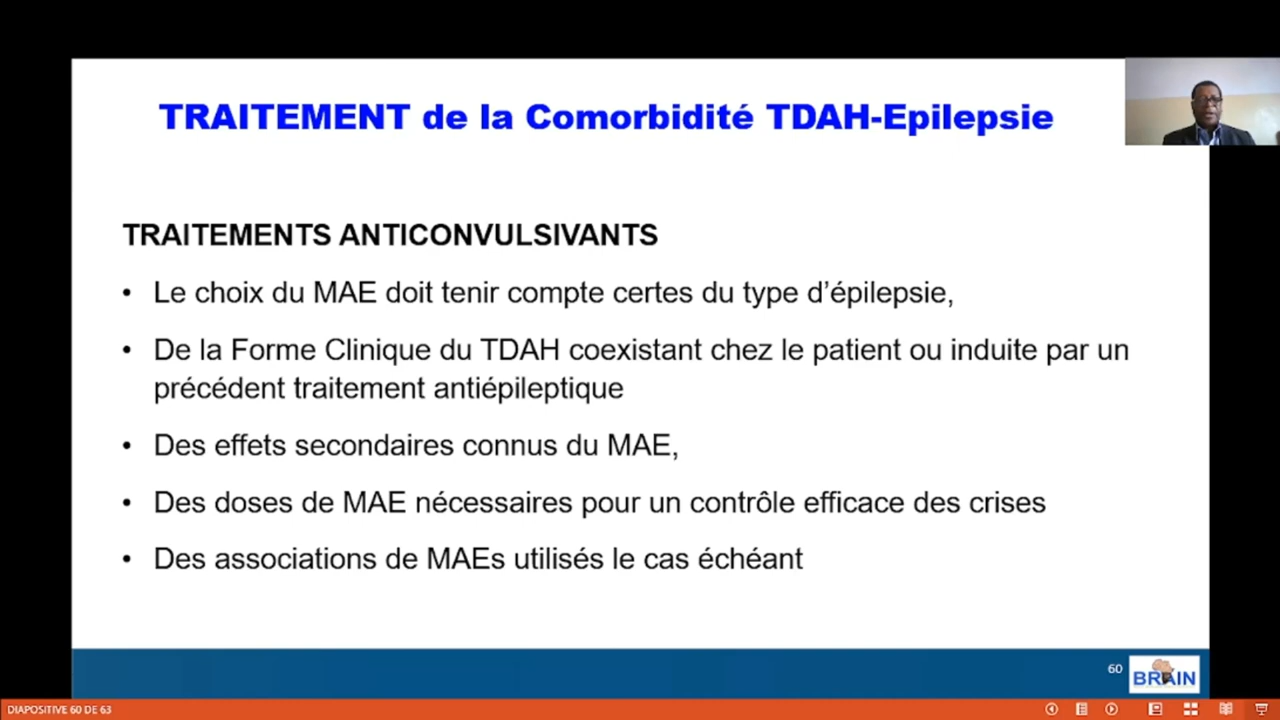 TRAITEMENT de la Comorbidité TDAH-Epilepsie
TRAITEMENTS ANTICONVULSIVANTS
• Le choix du MAE doit tenir compte certes du type d'épilepsie,
• De la Forme Clinique du TDAH coexistant chez le patient ou induite par un
précédent traitement antiépileptique
• Des effets secondaires connus du MAE,
• Des doses de MAE nécessaires pour un contrôle efficace des crises
• Des associations de MAEs utilisés le cas échéant
60
BRAIN
DIAPOSITIVE 60 DE 63